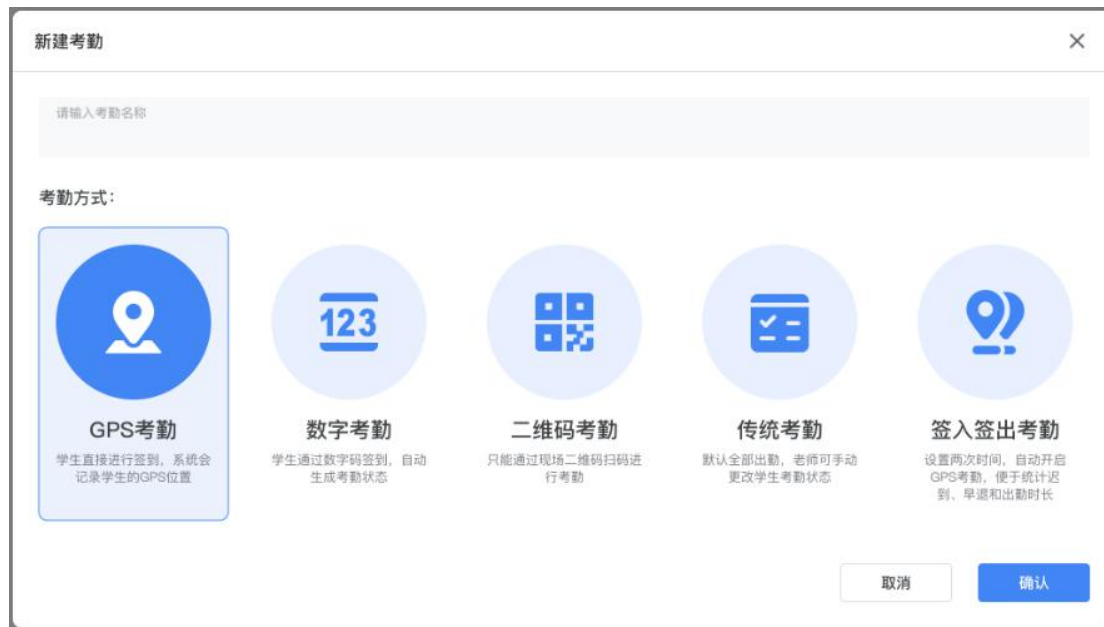 新建考勤
请输入考勤名称
考勤方式：
123
GPS考勤
学生直接进行签到，系统会
记录学生的GPS位置
数字考勤
学生通过数字码签到，自动
生成考勤状态
二维码考勤
只能通过现场二维码扫码进
行考勤
传统考勤
默认全部出勤，老师可手动
更改学生考勤状态
签入签出考勤
设置两次时间，自动开启
GPS考勤，便于统计迟
到、早退和出勤时长
取消
确认